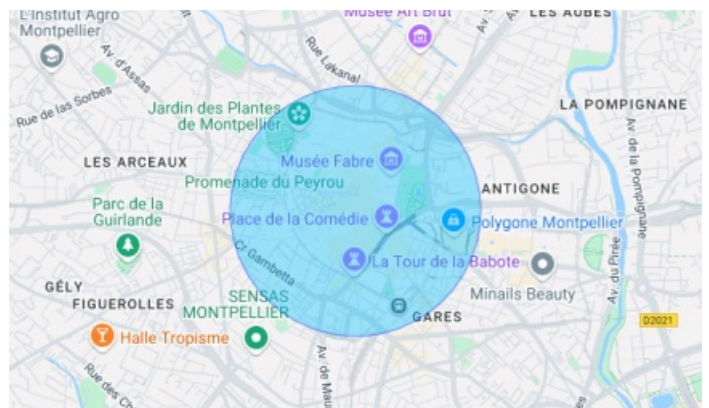 Musée Art Brut
LES AUBES
L'Institut Agro
Montpellier
Av. d'Assas
Rue Lakanal
Rue de las Sorbes
Jardin des Plantes
de Montpellier
LA POMPIGNANE
Av. de la Pompignane
LES ARCEAUX
Musée Fabre
Promenade du Peyrou
ANTIGONE
Parc de la
Guirlande
Place de la Comédie
Polygone Montpellier
Cr Gambetta
La Tour de la Babote
Av. du Pirée
GÉLY
FIGUEROLLES
SENSAS
MONTPELLIER
Minails Beauty
GARES
D2021
Halle Tropisme
Av. de Mau
Rue des Ch